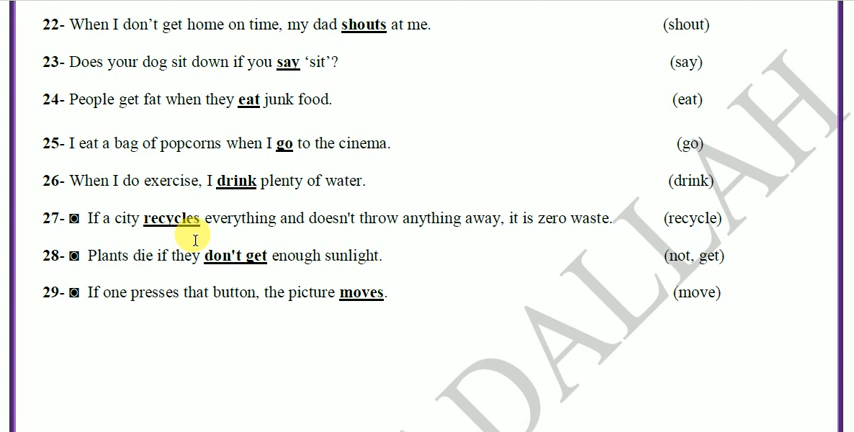 22- When I don't get home on time, my dad shouts at me. (shout)
23- Does your dog sit down if you say ‘sit’? (say)
24- People get fat when they eat junk food. (eat)
25- I eat a bag of popcorns when I go to the cinema. (go)
26- When I do exercise, I drink plenty of water. (drink)
27- ◙ If a city recycles everything and doesn't throw anything away, it is zero waste. (recycle)
28- ◙ Plants die if they don't get enough sunlight. (not, get)
29- ◙ If one presses that button, the picture moves. (move)
DALLAH